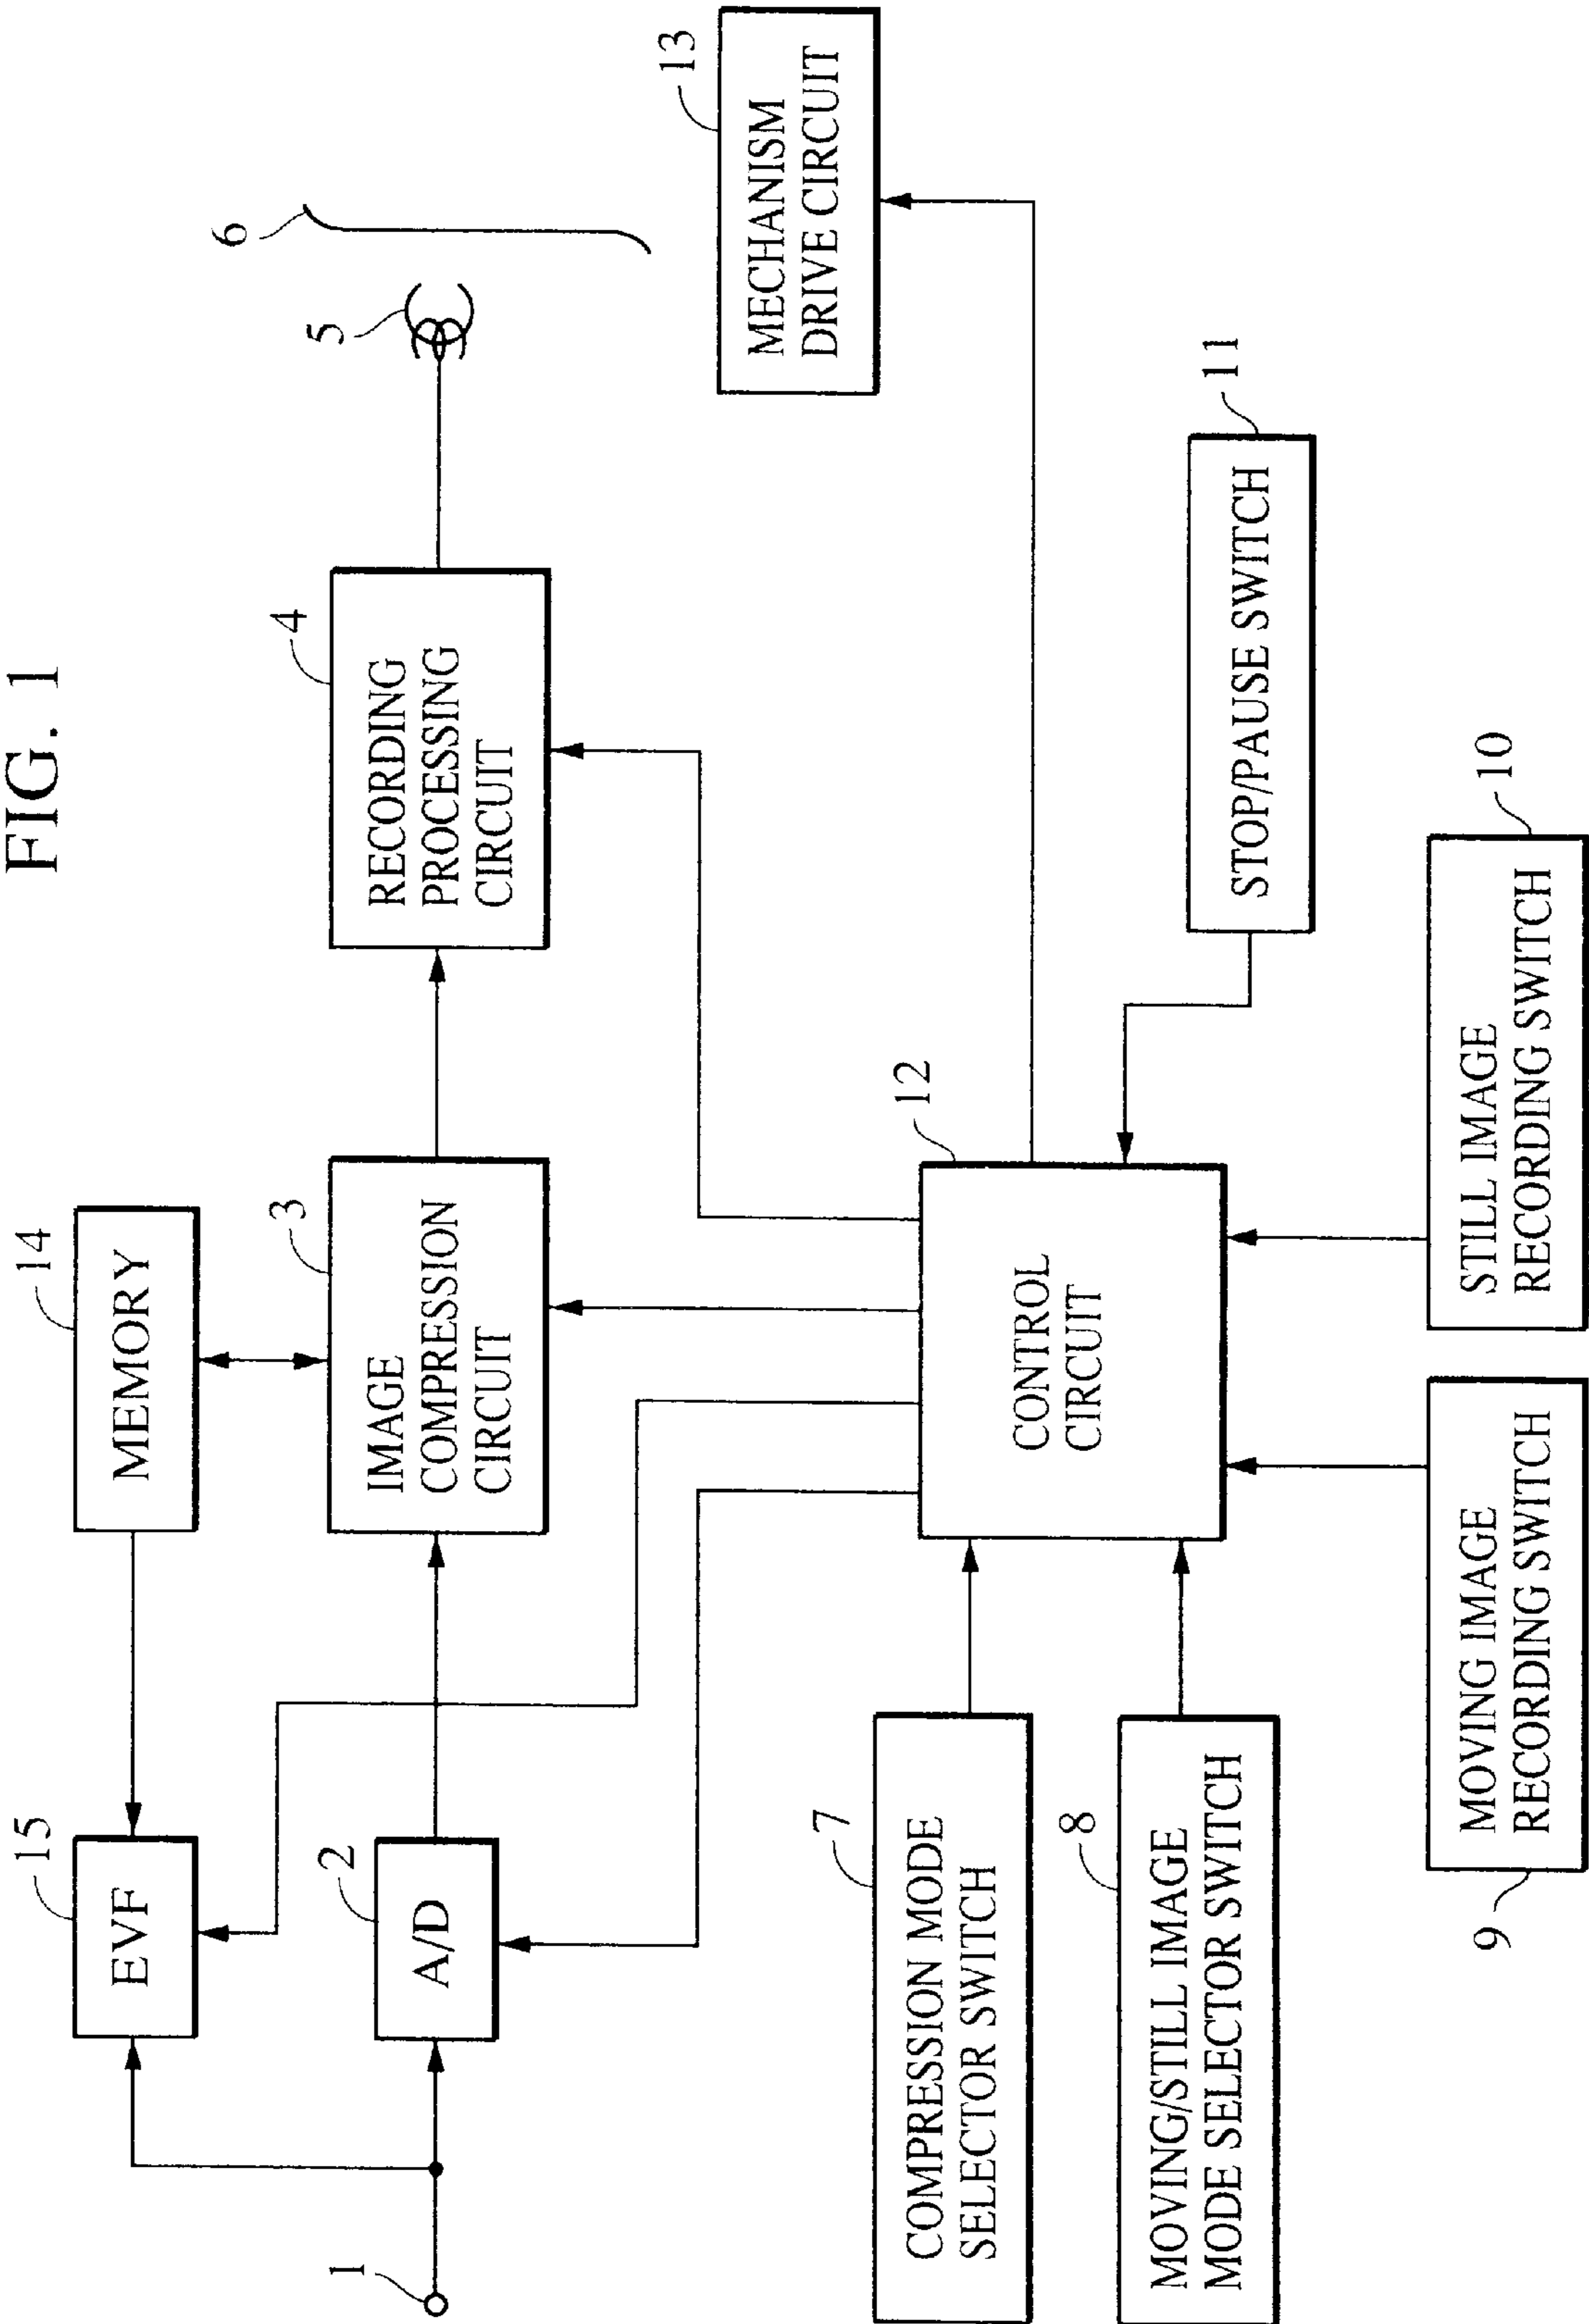 FIG. 1
15
EVF
14
MEMORY
1
2
A/D
3
IMAGE
COMPRESSION
CIRCUIT
4
RECORDING
PROCESSING
CIRCUIT
5
6
7
COMPRESSION MODE
SELECTOR SWITCH
8
MOVING/STILL IMAGE
MODE SELECTOR SWITCH
12
CONTROL
CIRCUIT
13
MECHANISM
DRIVE CIRCUIT
11
STOP/PAUSE SWITCH
9
MOVING IMAGE
RECORDING SWITCH
10
STILL IMAGE
RECORDING SWITCH